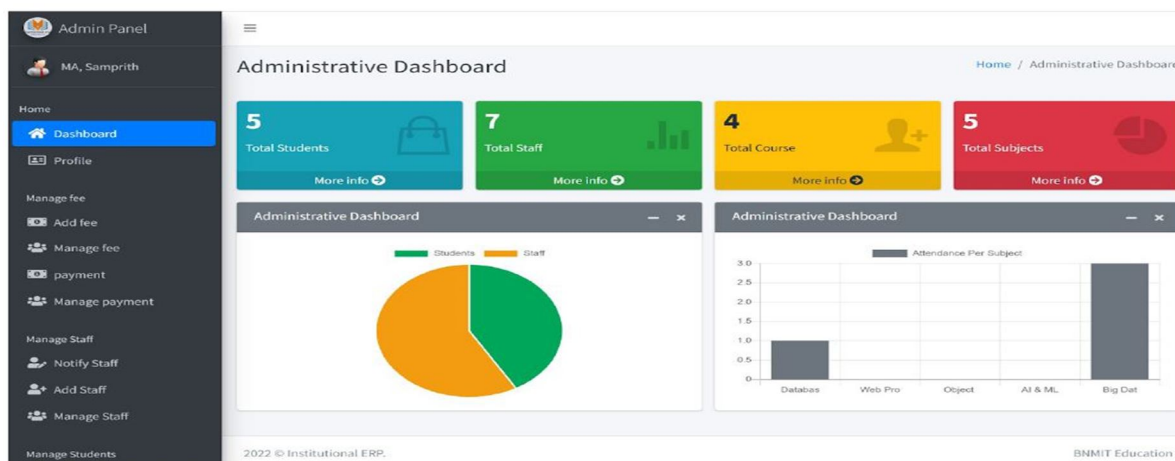 Admin Panel
MA, Samprith
Home
Dashboard
Profile
Manage fee
Add fee
Manage fee
payment
Manage payment
Manage Staff
Notify Staff
Add Staff
Manage Staff
Manage Students
Administrative Dashboard
Home / Administrative Dashboard
5
Total Students
More info
7
Total Staff
More info
4
Total Course
More info
5
Total Subjects
More info
Administrative Dashboard
Students Staff
Administrative Dashboard
Attendance Per Subject
3.0
2.5
2.0
1.5
1.0
0.5
0
Databas Web Pro Object AI & ML Big Dat
2022 © Institutional ERP.
BNMIT Education